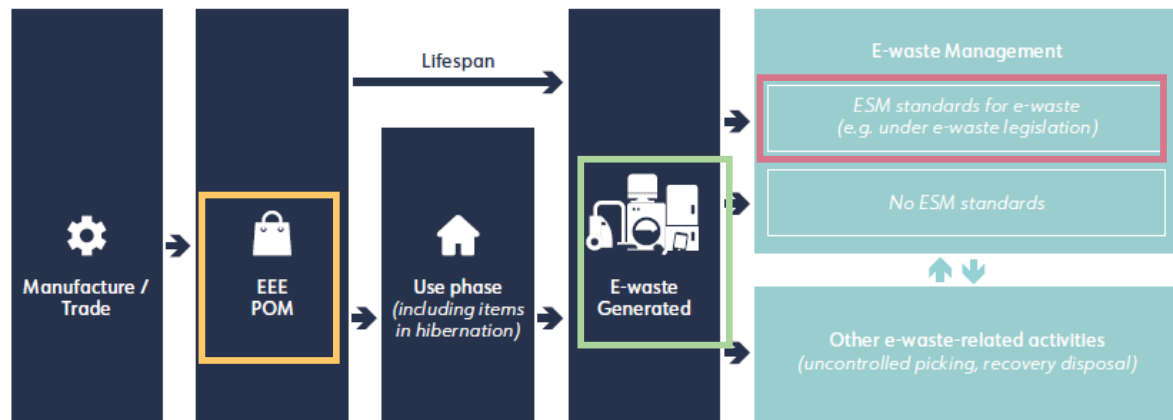 Manufacture /
Trade
EEE
POM
Lifespan
Use phase
(including items
in hibernation)
E-waste
Generated
E-waste Management
ESM standards for e-waste
(e.g. under e-waste legislation)
No ESM standards
Other e-waste-related activities
(uncontrolled picking, recovery disposal)